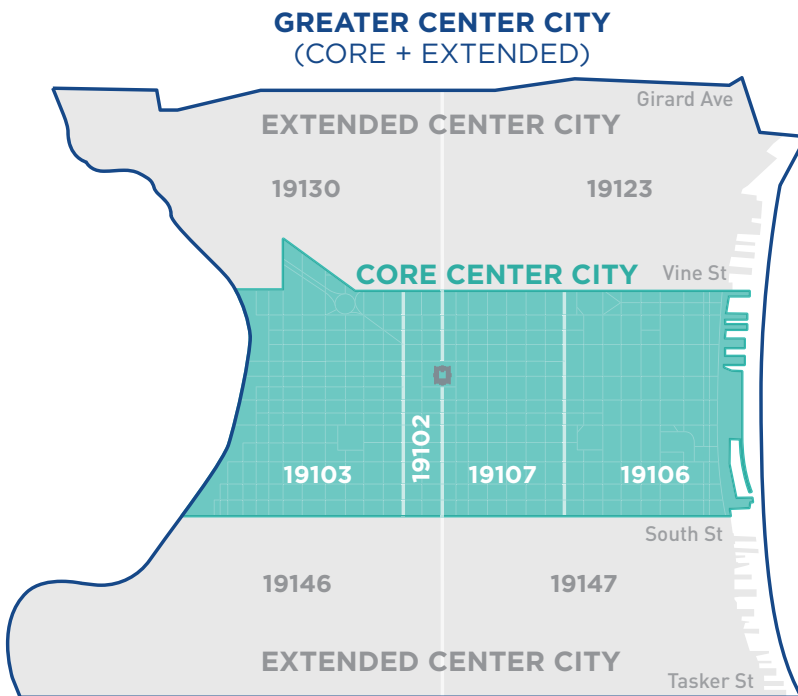 GREATER CENTER CITY
(CORE + EXTENDED)
Girard Ave
EXTENDED CENTER CITY
19130
19123
CORE CENTER CITY
Vine St
19102
19103
19107
19106
South St
19146
19147
EXTENDED CENTER CITY
Tasker St